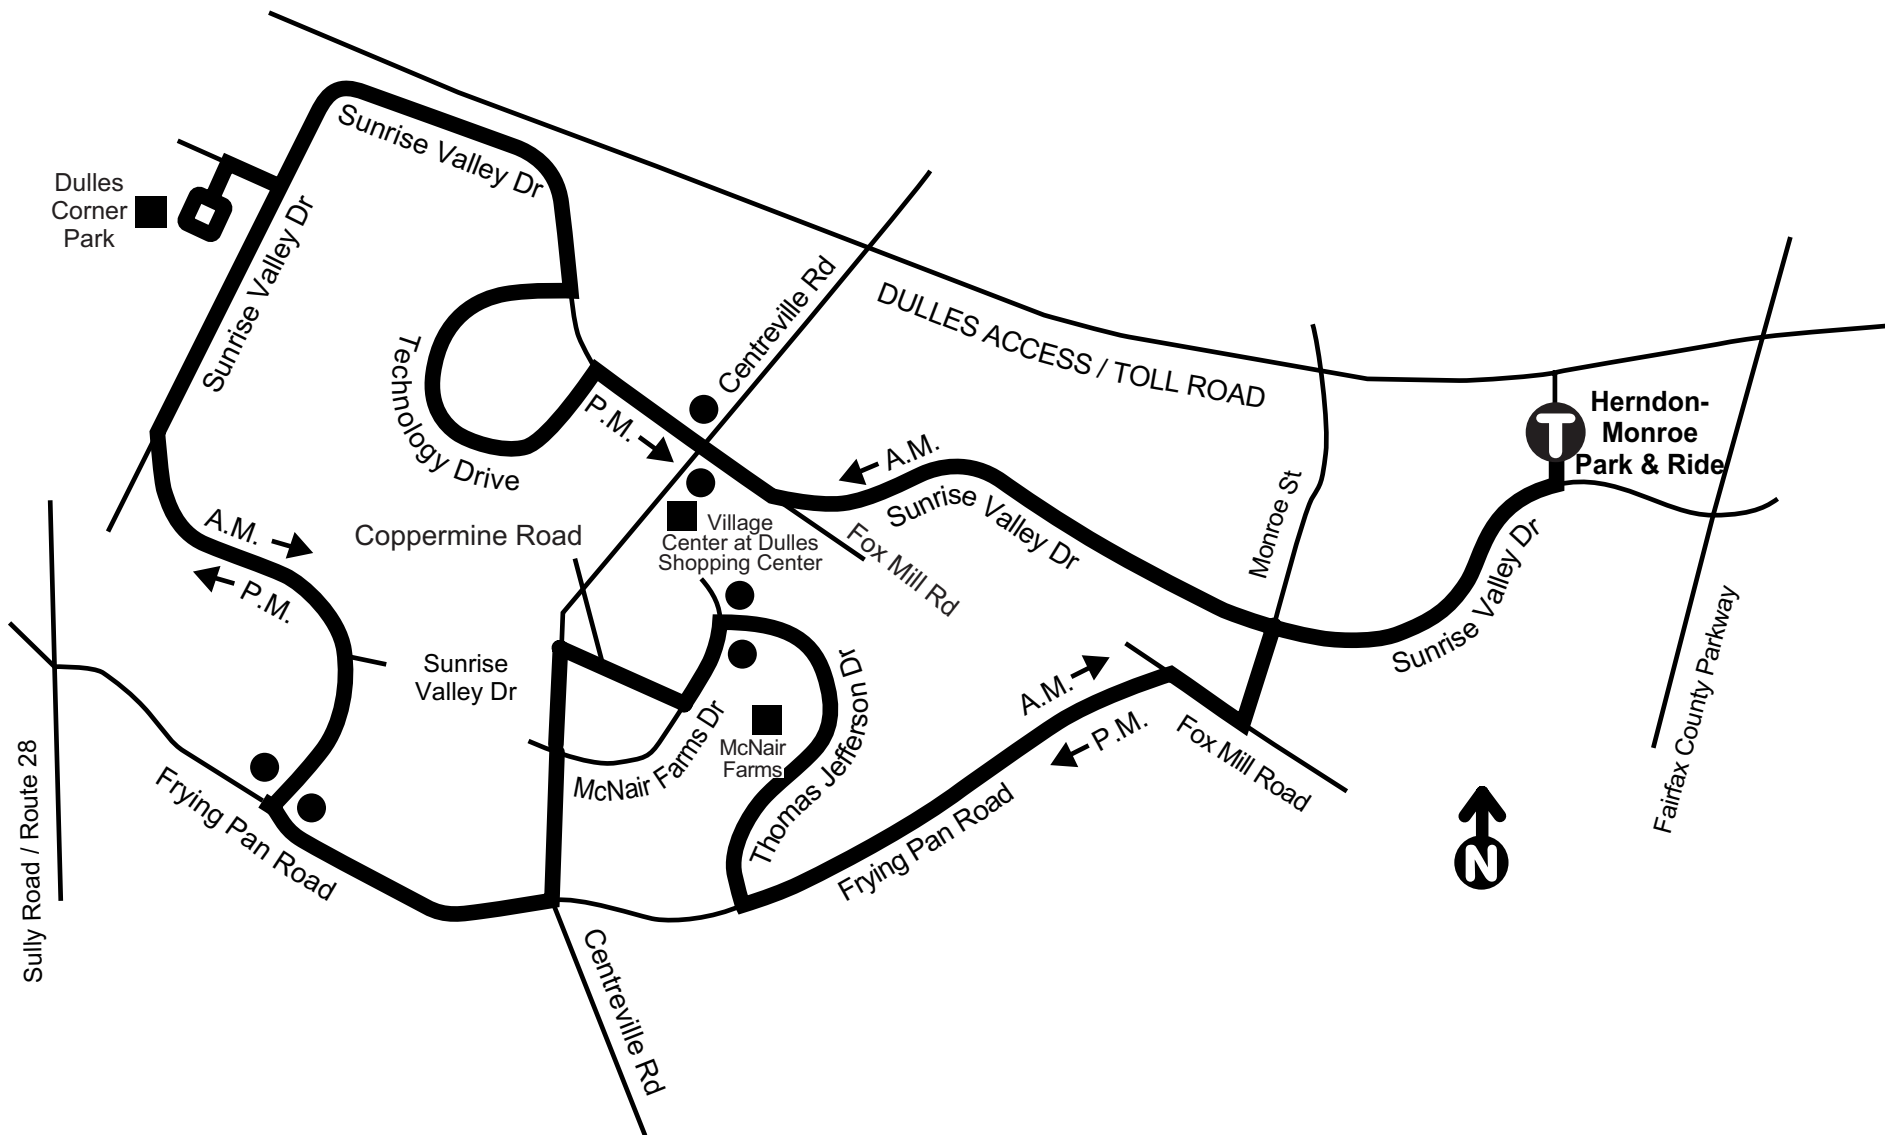 Sunrise Valley Dr
Dulles
Corner
Park
Sunrise Valley Dr
Technology Drive
Centreville Rd
P.M.
DULLES ACCESS / TOLL ROAD
A.M.
Sunrise Valley Dr
Herndon-
Monroe
Park & Ride
T
Monroe St
Sunrise Valley Dr
Fairfax County Parkway
A.M.
P.M.
Coppermine Road
Village
Center at Dulles
Shopping Center
Fox Mill Rd
Sunrise
Valley Dr
McNair Farms Dr
McNair
Farms
Thomas Jefferson Dr
A.M.
P.M.
Fox Mill Road
Frying Pan Road
Frying Pan Road
Sully Road / Route 28
Centreville Rd
N